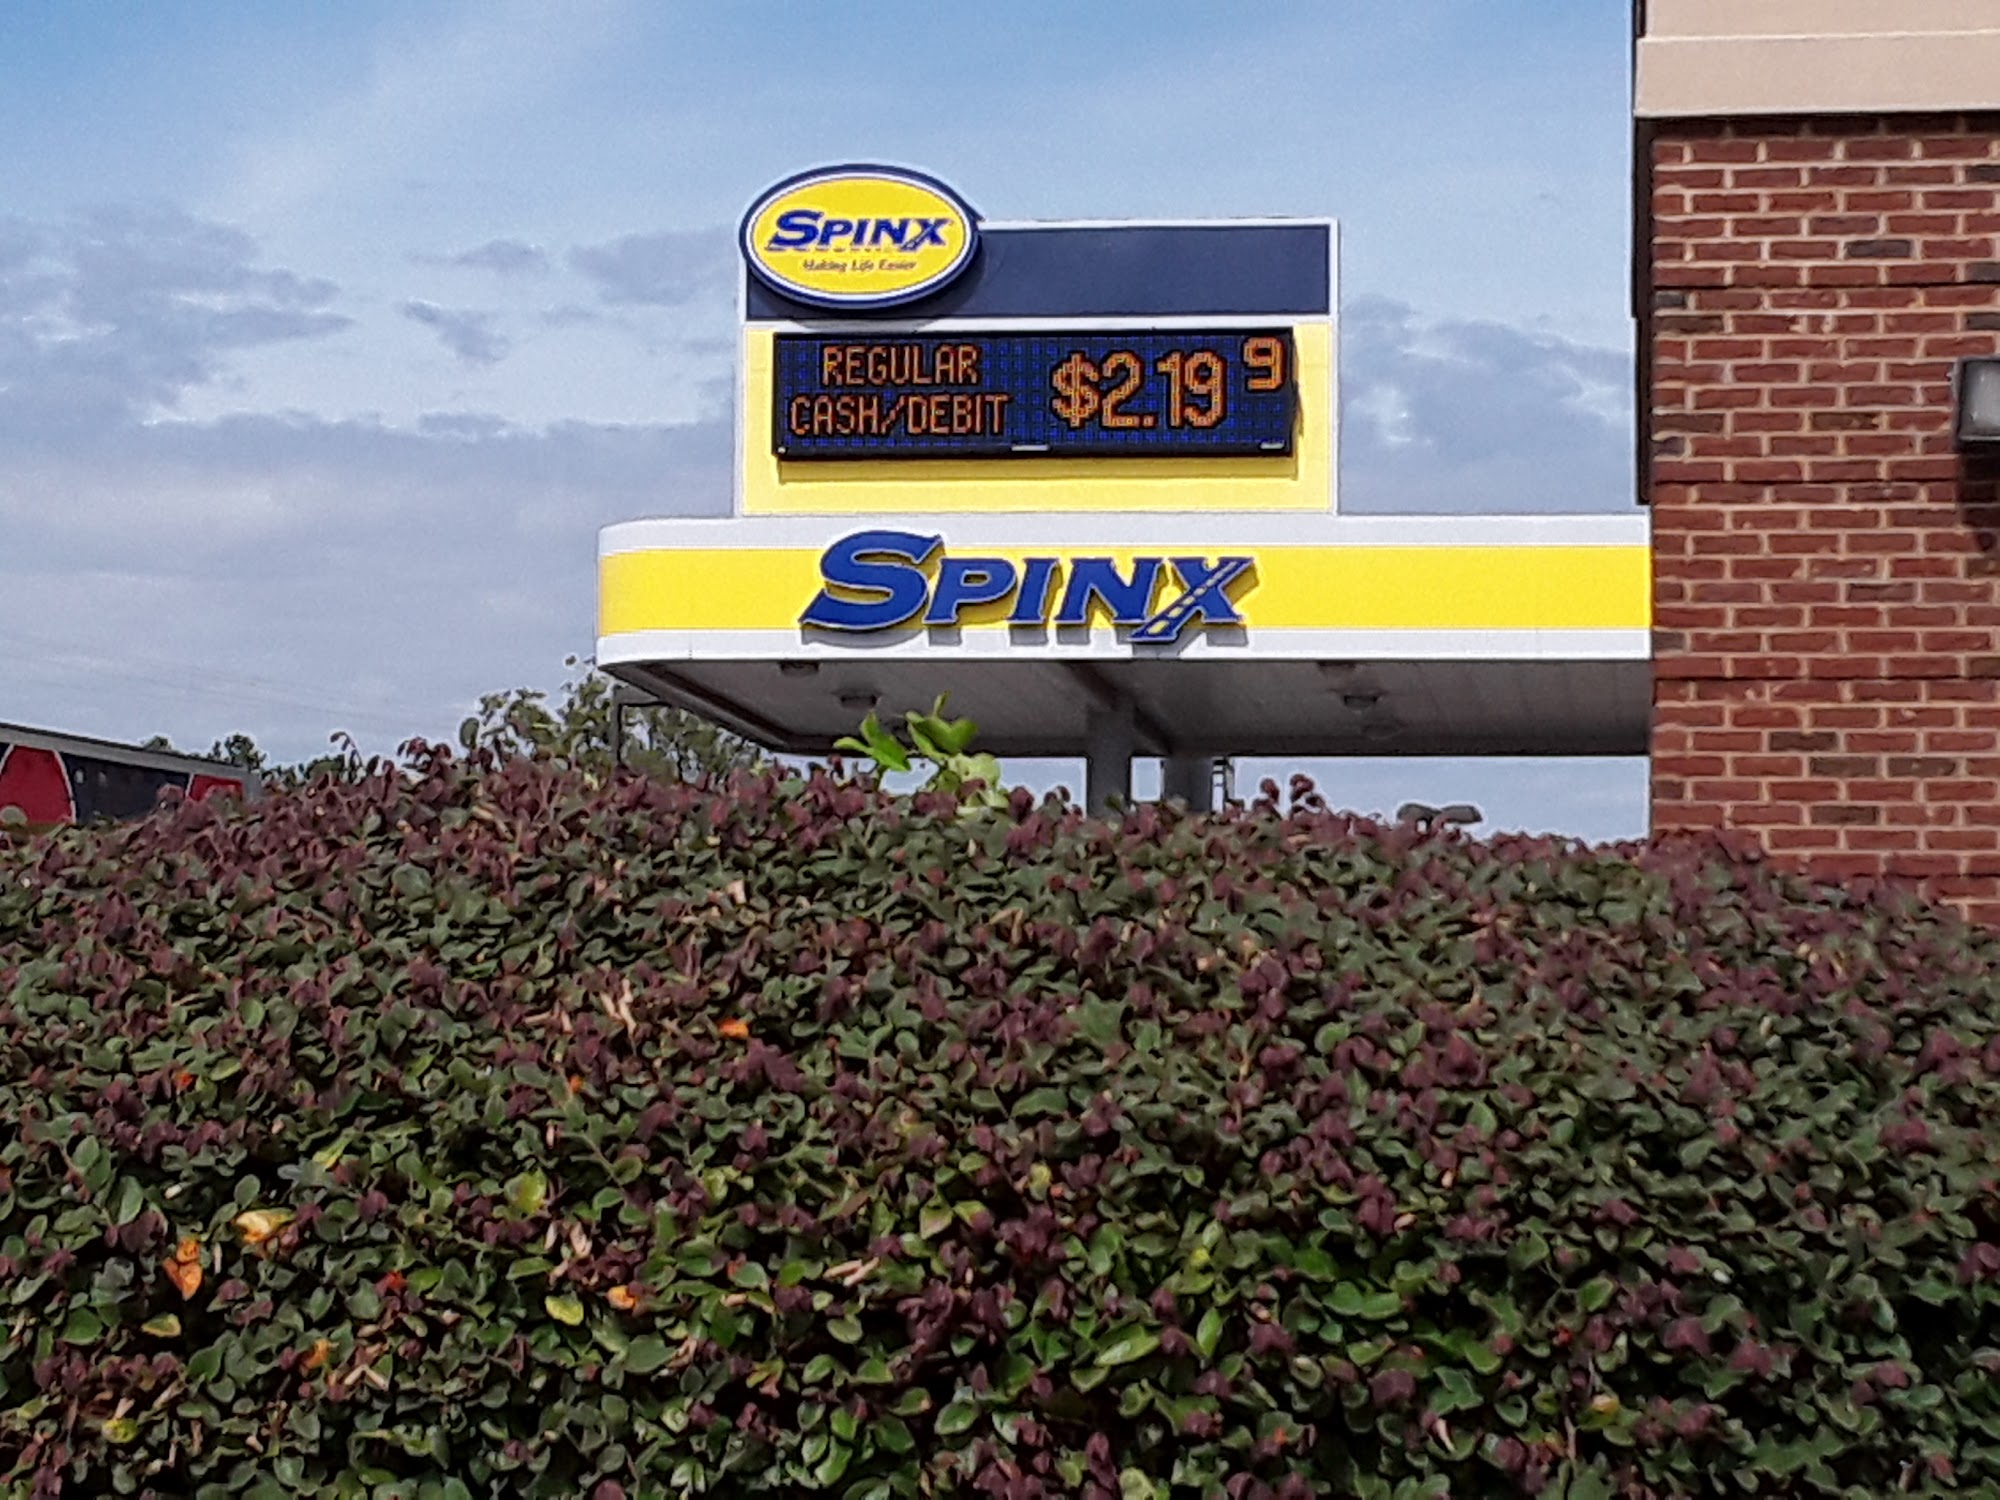 SPINX
Making Life Easier
REGULAR
CASH/DEBIT
$2.19 9
SPINX